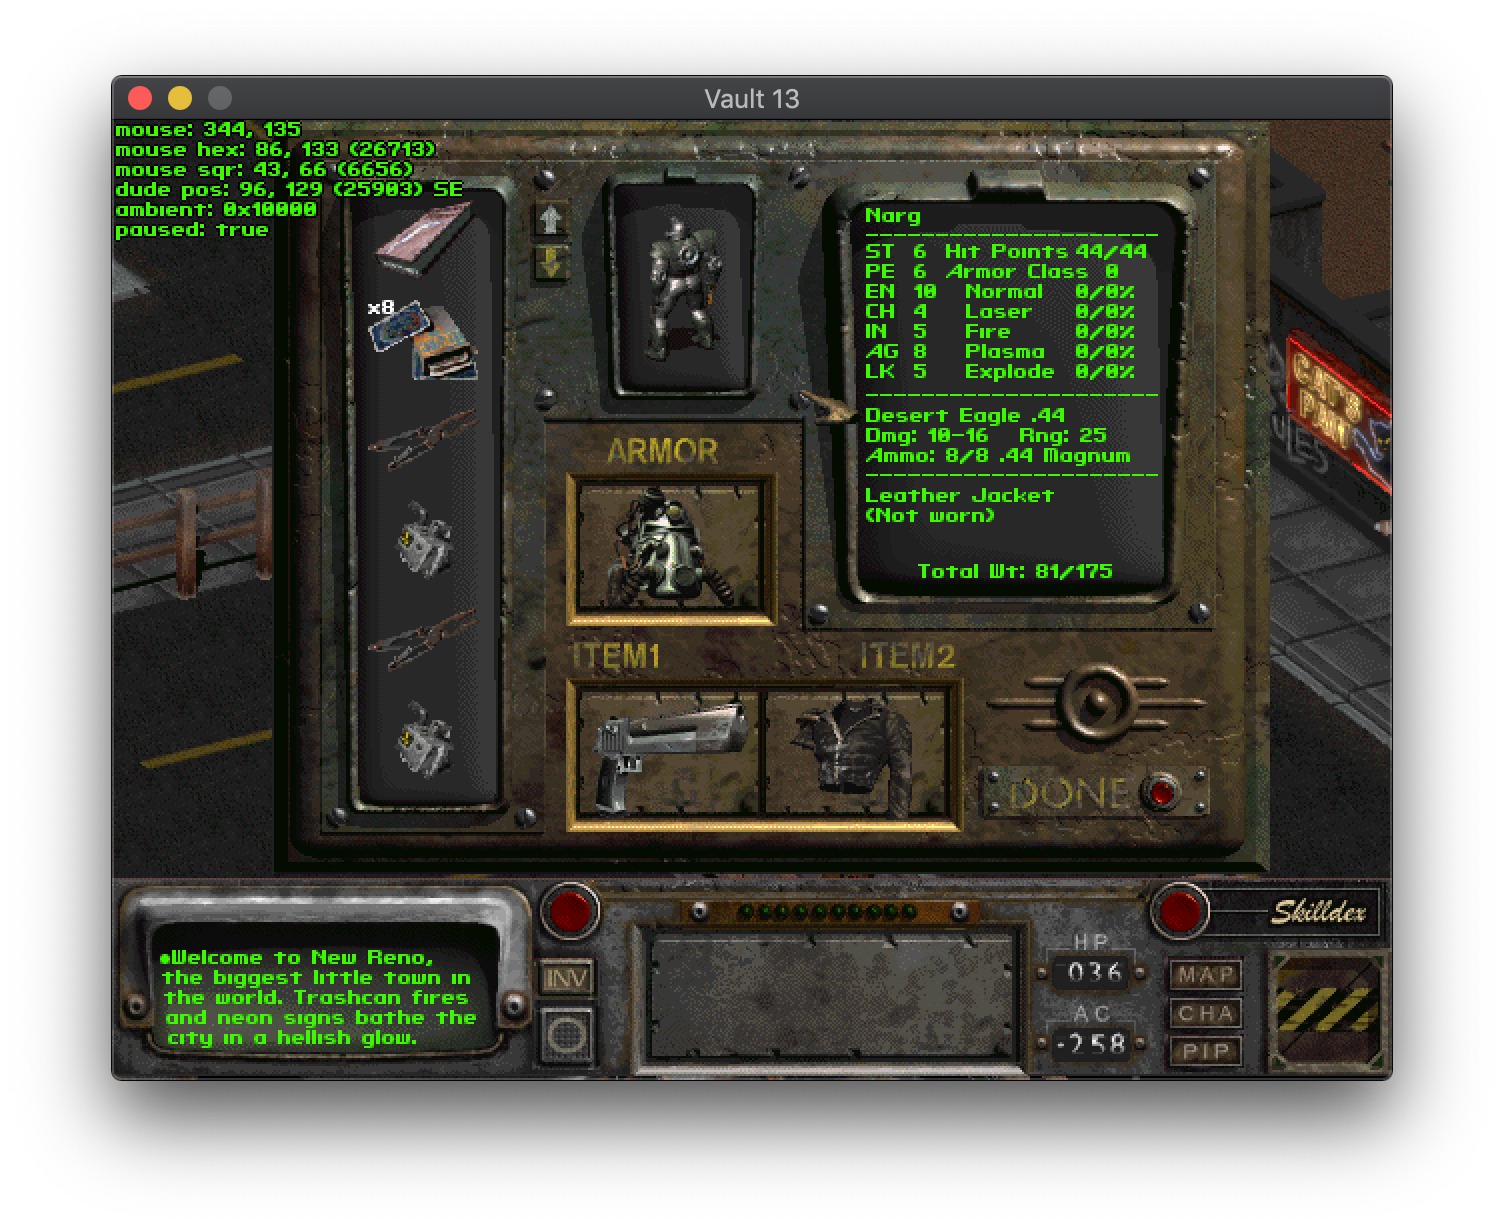 Vault 13
mouse: 344, 135
mouse hex: 86, 133 (26713)
mouse sqr: 43, 66 (6656)
dude pos: 96, 129 (25903) SE
ambient: 0x10000
paused: true
x8
Narg
ST 6 Hit Points 44/44
PE 6 Armor Class 0
EN 10 Normal 0/0%
CH 4 Laser 0/0%
IN 5 Fire 0/0%
AG 8 Plasma 0/0%
LK 5 Explode 0/0%
Desert Eagle .44
Dmg: 10-16 Rng: 25
Ammo: 8/8 .44 Magnum
Leather Jacket
(Not worn)
Total Wt: 81/175
ARMOR
ITEM1 ITEM2
DONE
CAT'S
PAW
Welcome to New Reno,
the biggest little town in
the world. Trashcan fires
and neon signs bathe the
city in a hellish glow.
INV
HP
036
AC
-258
Skilldex
MAP
CHA
PIP